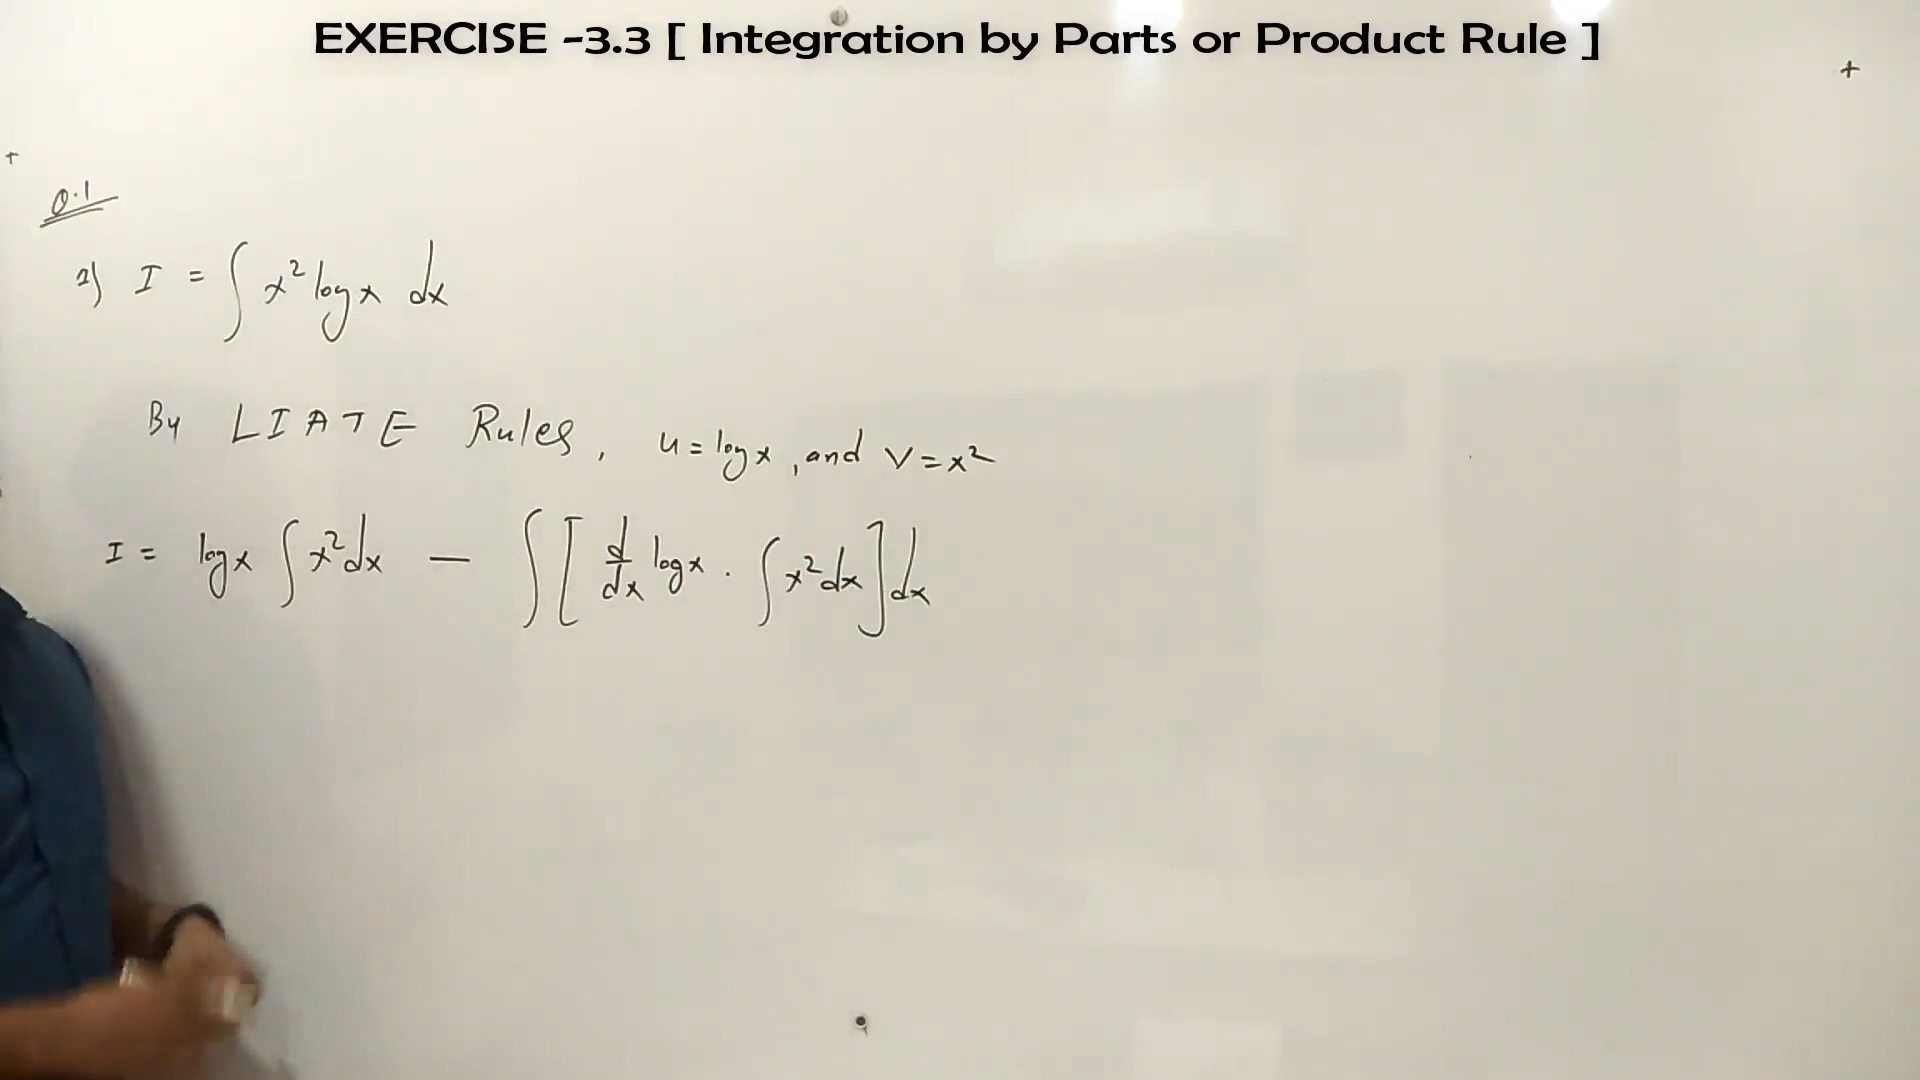 EXERCISE -3.3 [ Integration by Parts or Product Rule ]
Q.1
1) I = ∫ x² log x dx
By LIATE Rules, u = log x, and v = x²
I = log x ∫ x² dx — ∫ [ d/dx log x . ∫ x² dx ] dx